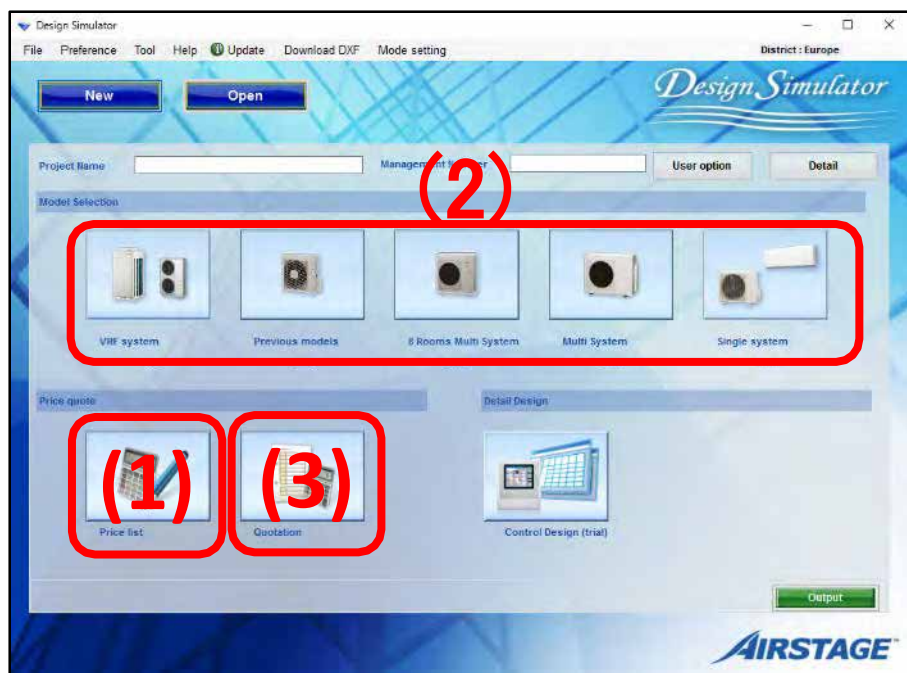 Design Simulator
File Preference Tool Help Update Download DXF Mode setting District : Europe
New Open Design Simulator
Project Name Management User option Detail
(2)
Model Selection
VRF system Previous models 8 Rooms Multi System Multi System Single system
Price quote Detail Design
(1) (3)
Price list Quotation Control Design (trial)
Output
AIRSTAGE